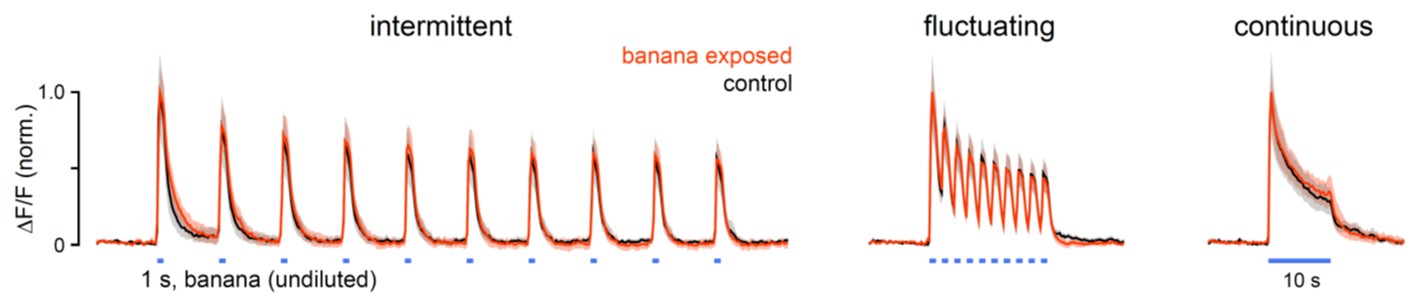 intermittent
fluctuating
continuous
banana exposed
control
ΔF/F (norm.)
1.0
0
1 s, banana (undiluted)
10 s